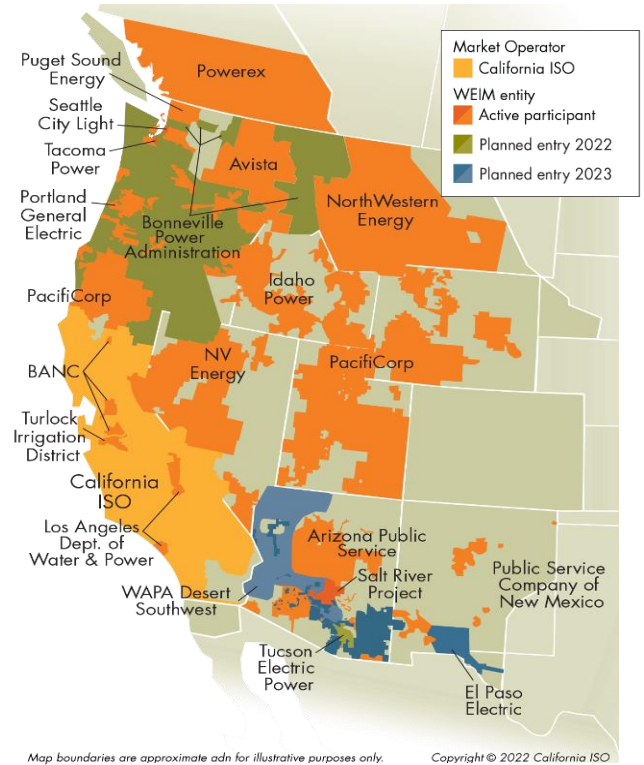 Market Operator
California ISO
WEIM entity
Active participant
Planned entry 2022
Planned entry 2023
Puget Sound
Energy
Powerex
Seattle
City Light
Tacoma
Power
Avista
Portland
General
Electric
Bonneville
Power
Administration
NorthWestern
Energy
Idaho
Power
PacifiCorp
NV
Energy
PacifiCorp
BANC
Turlock
Irrigation
District
California
ISO
Los Angeles
Dept. of
Water & Power
Arizona Public
Service
Salt River
Project
Public Service
Company of
New Mexico
WAPA Desert
Southwest
Tucson
Electric
Power
El Paso
Electric
Map boundaries are approximate adn for illustrative purposes only.
Copyright © 2022 California ISO